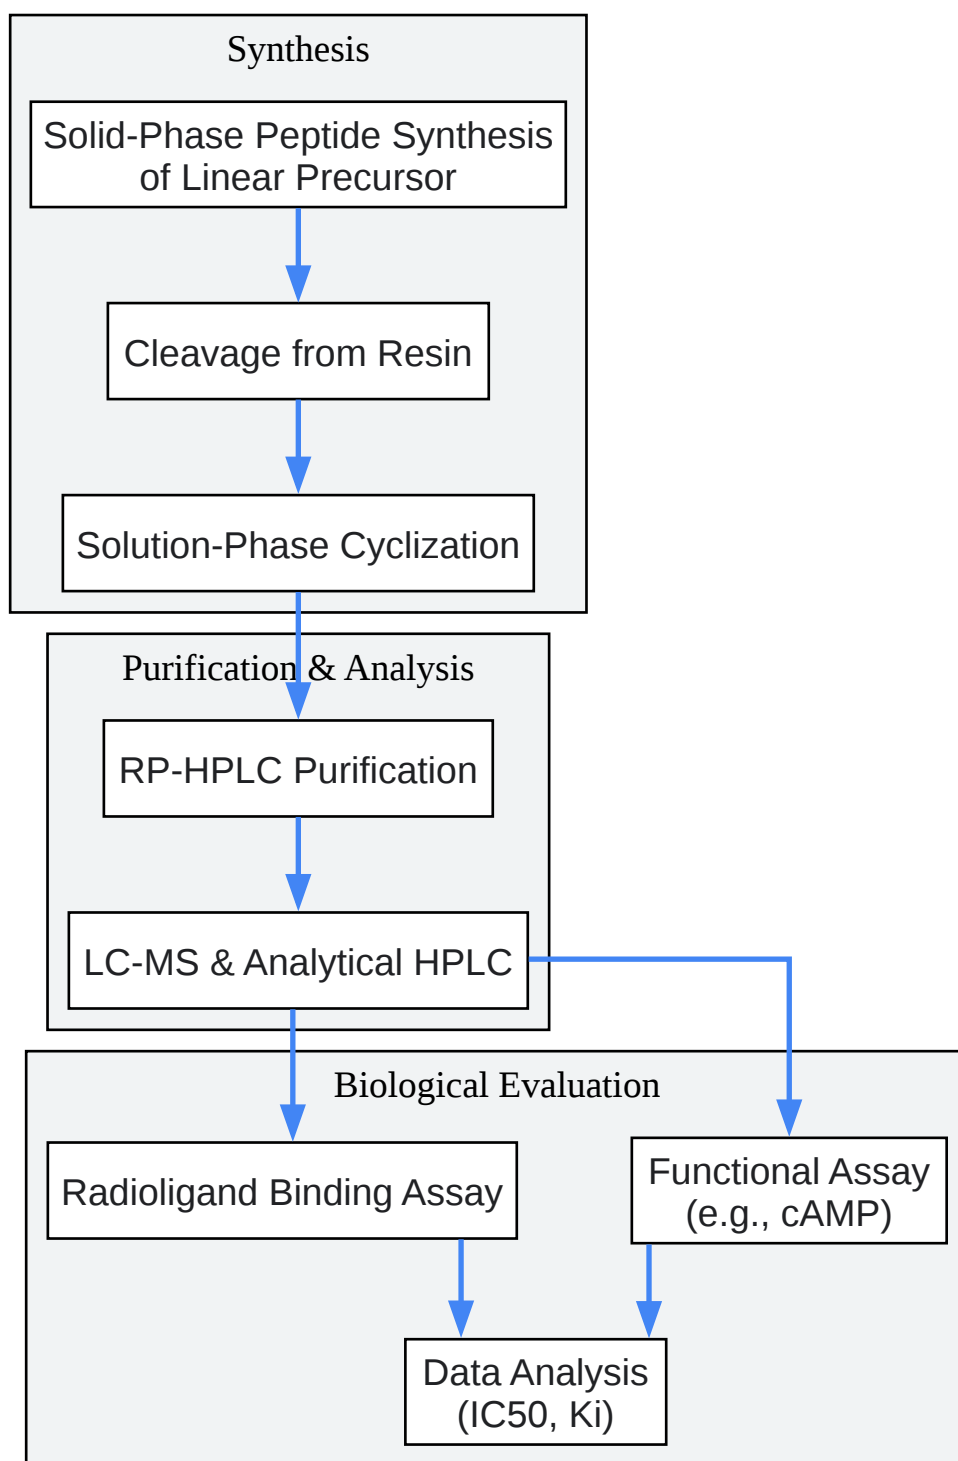 Synthesis
Solid-Phase Peptide Synthesis
of Linear Precursor
Cleavage from Resin
Solution-Phase Cyclization
Purification & Analysis
RP-HPLC Purification
LC-MS & Analytical HPLC
Biological Evaluation
Radioligand Binding Assay
Functional Assay
(e.g., cAMP)
Data Analysis
(IC50, Ki)